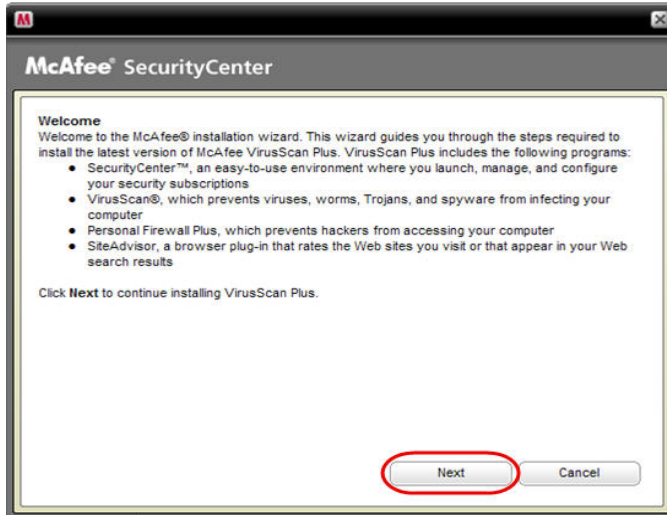 McAfee® SecurityCenter
Welcome
Welcome to the McAfee® installation wizard. This wizard guides you through the steps required to
install the latest version of McAfee VirusScan Plus. VirusScan Plus includes the following programs:
● SecurityCenter™, an easy-to-use environment where you launch, manage, and configure
your security subscriptions
● VirusScan®, which prevents viruses, worms, Trojans, and spyware from infecting your
computer
● Personal Firewall Plus, which prevents hackers from accessing your computer
● SiteAdvisor, a browser plug-in that rates the Web sites you visit or that appear in your Web
search results
Click Next to continue installing VirusScan Plus.
Next Cancel